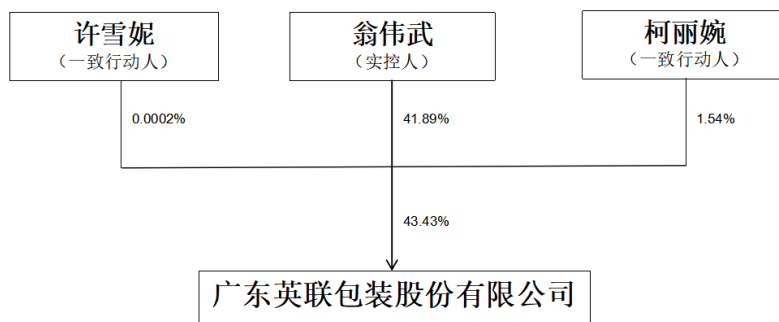 许雪妮
（一致行动人）
翁伟武
（实控人）
柯丽婉
（一致行动人）
0.0002%
41.89%
1.54%
43.43%
广东英联包装股份有限公司